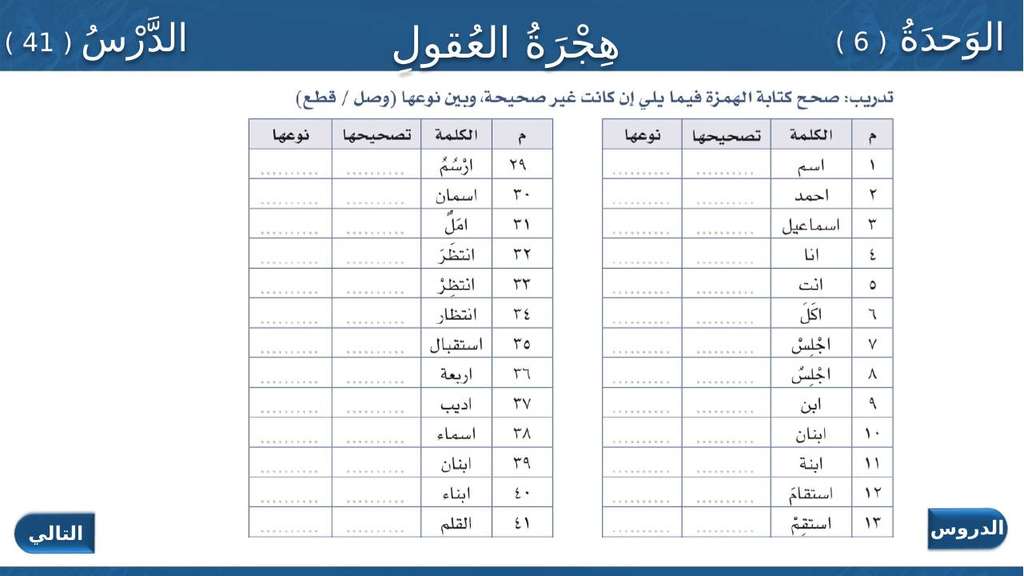 الوَحدَةُ ( 6 )
هِجْرَةُ العُقولِ
الدَّرْسُ ( 41 )
تدريب: صحح كتابة الهمزة فيما يلي إن كانت غير صحيحة، وبين نوعها (وصل / قطع)
م الكلمة تصحيحها نوعها
١ اسم .......... ..........
٢ احمد .......... ..........
٣ اسماعيل .......... ..........
٤ انا .......... ..........
٥ انت .......... ..........
٦ اكَلَ .......... ..........
٧ اجْلِسْ .......... ..........
٨ اجْلِسُ .......... ..........
٩ ابن .......... ..........
١٠ ابنان .......... ..........
١١ ابنة .......... ..........
١٢ استقامَ .......... ..........
١٣ استقِمْ .......... ..........
م الكلمة تصحيحها نوعها
٢٩ ارْسُمُ .......... ..........
٣٠ اسمان .......... ..........
٣١ امَلٌ .......... ..........
٣٢ انتظَرَ .......... ..........
٣٣ انتظِرْ .......... ..........
٣٤ انتظار .......... ..........
٣٥ استقبال .......... ..........
٣٦ اربعة .......... ..........
٣٧ اديب .......... ..........
٣٨ اسماء .......... ..........
٣٩ ابنان .......... ..........
٤٠ ابناء .......... ..........
٤١ القلم .......... ..........
الدروس
التالي